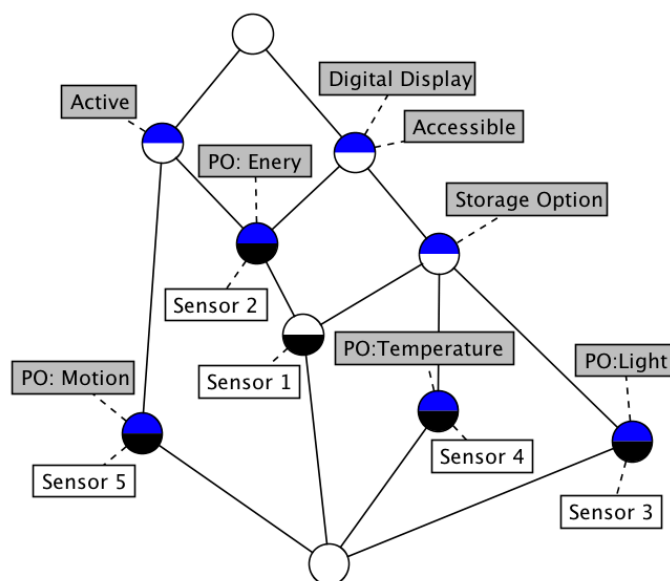 Digital Display
Active
Accessible
PO: Enery
Storage Option
Sensor 2
PO:Temperature
PO:Light
PO: Motion
Sensor 1
Sensor 4
Sensor 5
Sensor 3